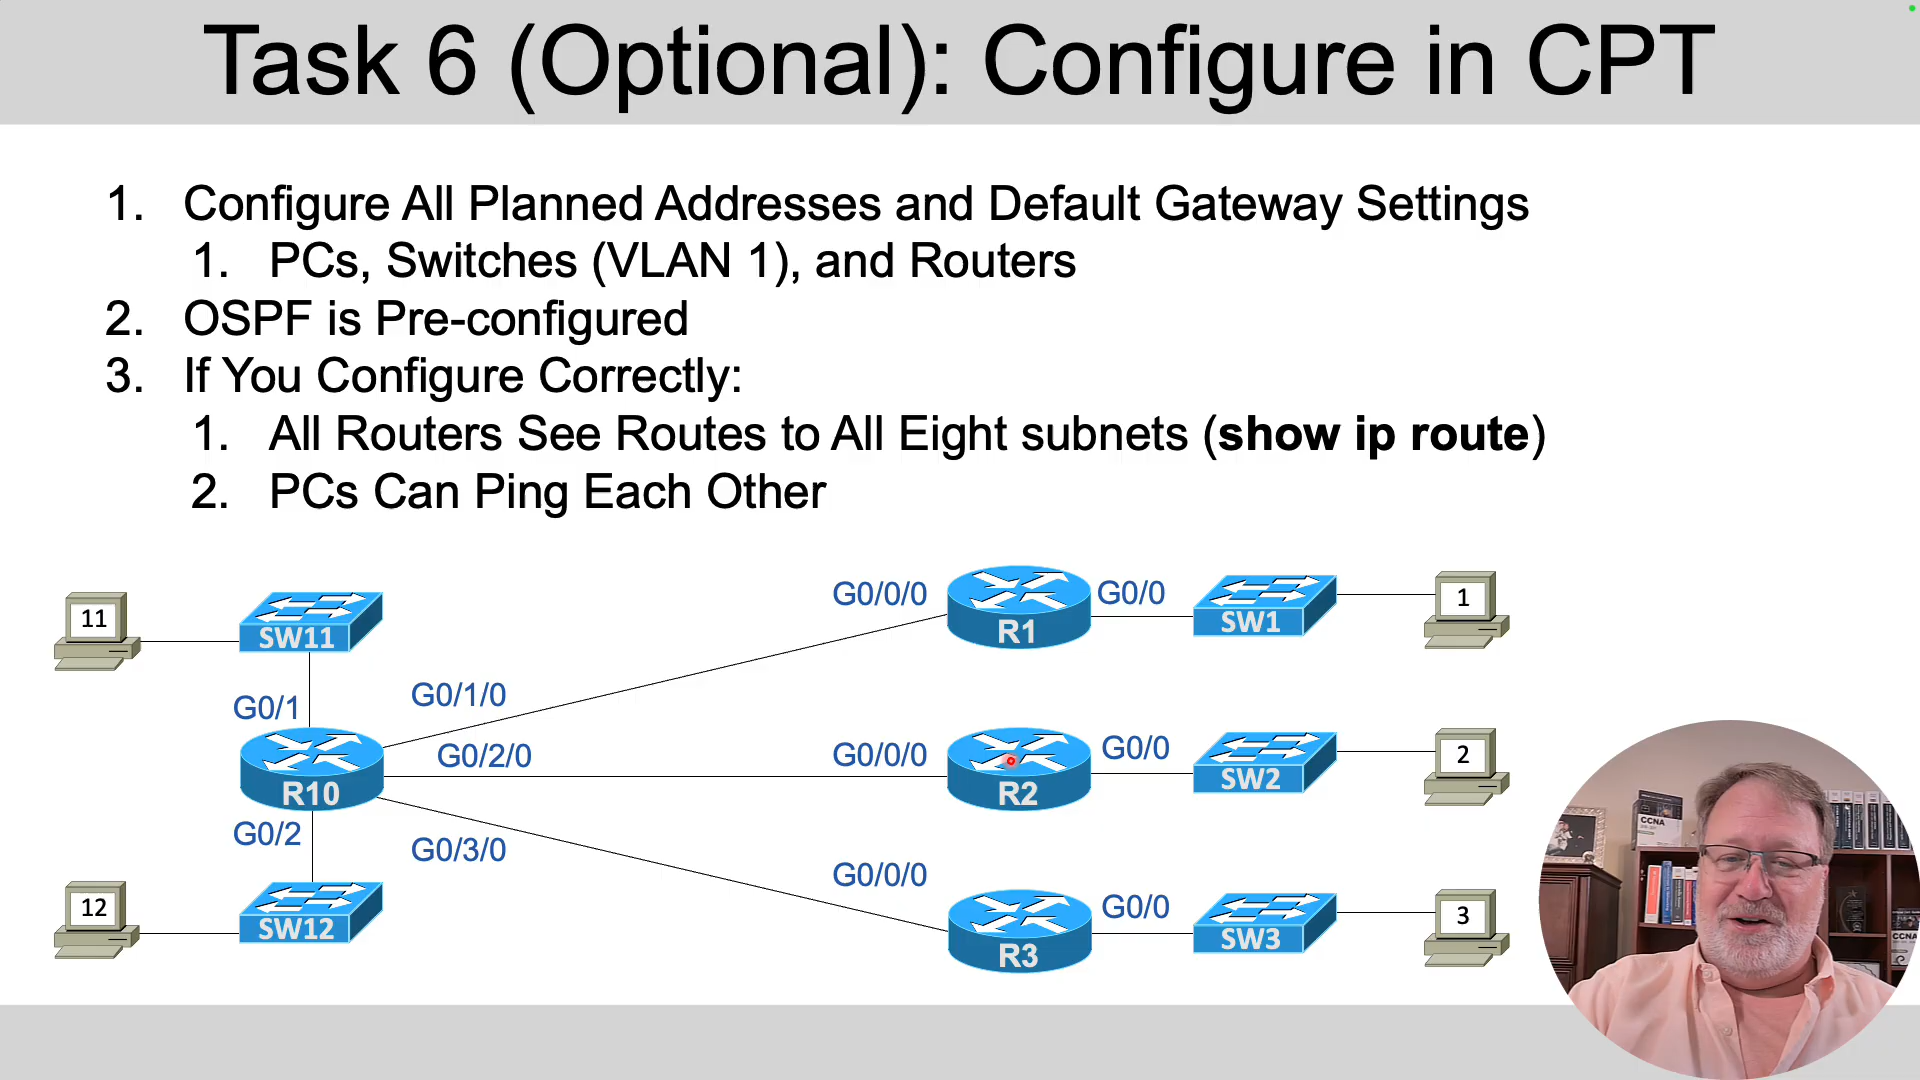 Task 6 (Optional): Configure in CPT
1. Configure All Planned Addresses and Default Gateway Settings
1. PCs, Switches (VLAN 1), and Routers
2. OSPF is Pre-configured
3. If You Configure Correctly:
1. All Routers See Routes to All Eight subnets (show ip route)
2. PCs Can Ping Each Other
11
SW11
G0/1
G0/1/0
G0/2/0
R10
G0/2
G0/3/0
12
SW12
G0/0/0
R1
G0/0
SW1
1
G0/0/0
R2
G0/0
SW2
2
G0/0/0
R3
G0/0
SW3
3
CCNA
CCNA